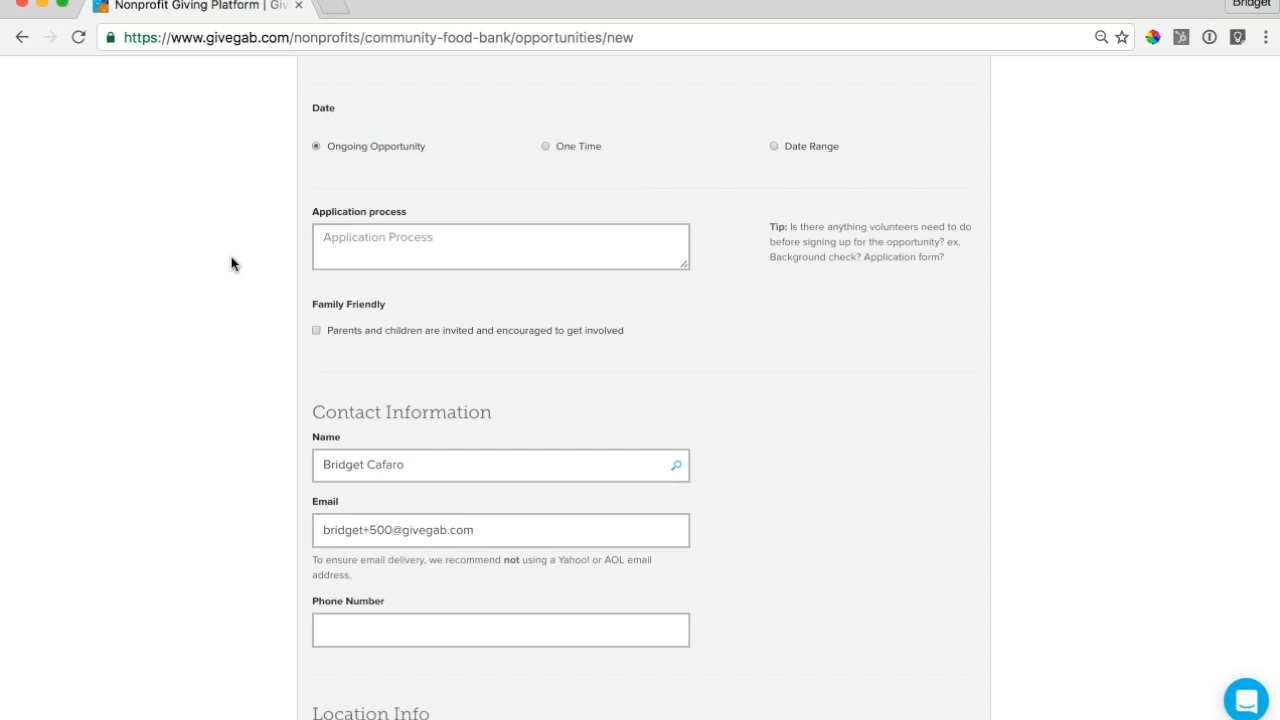 Nonprofit Giving Platform | Giv
Bridget
https://www.givegab.com/nonprofits/community-food-bank/opportunities/new
Date
Ongoing Opportunity
One Time
Date Range
Application process
Application Process
Tip: Is there anything volunteers need to do
before signing up for the opportunity? ex.
Background check? Application form?
Family Friendly
Parents and children are invited and encouraged to get involved
Contact Information
Name
Bridget Cafaro
Email
bridget+500@givegab.com
To ensure email delivery, we recommend not using a Yahoo! or AOL email
address.
Phone Number
Location Info